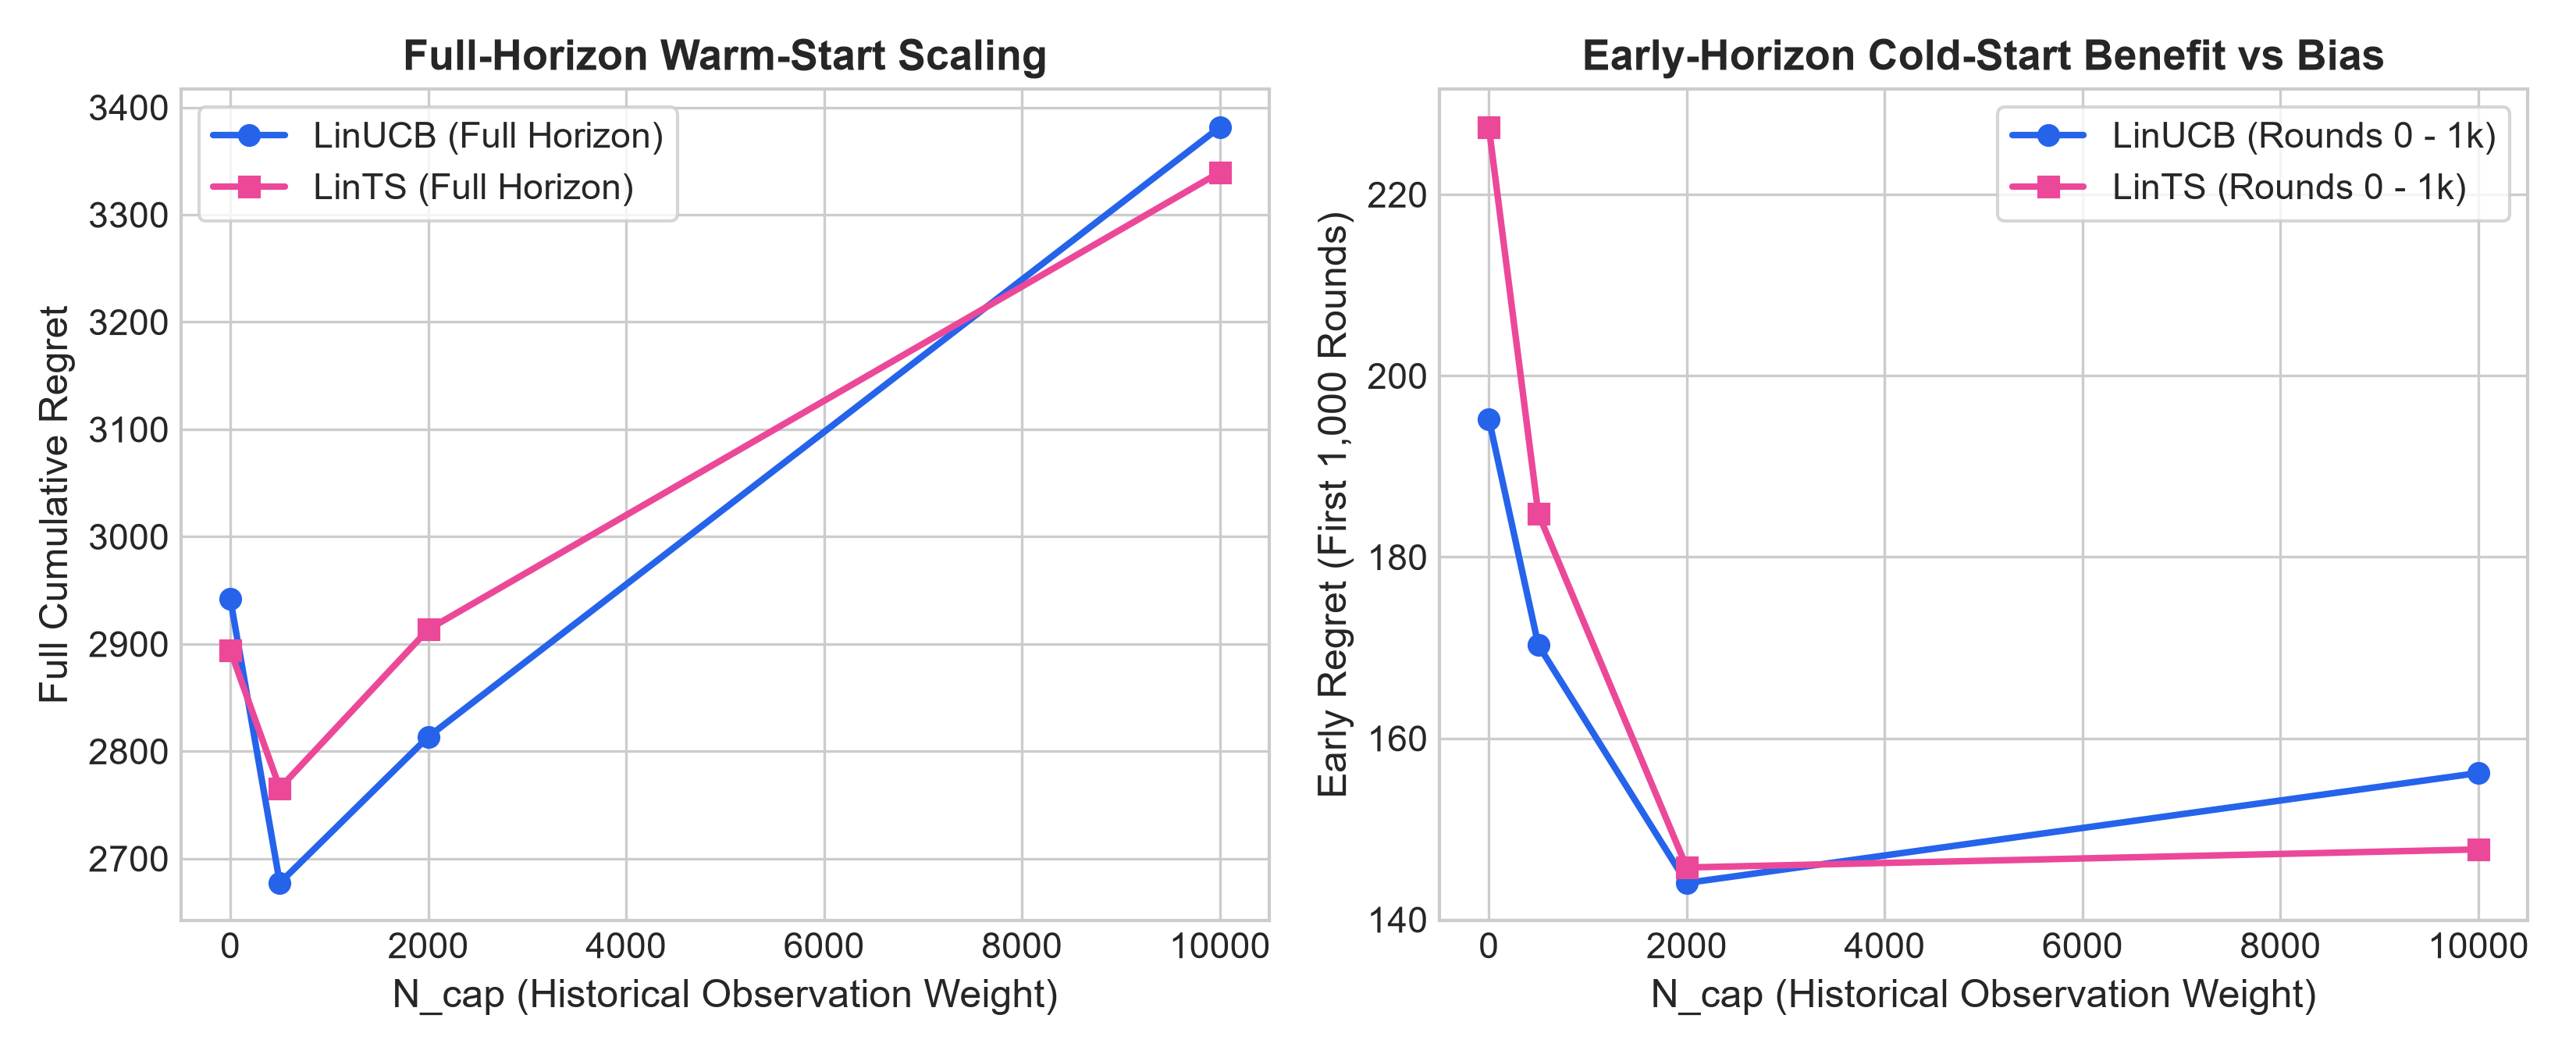 Full-Horizon Warm-Start Scaling
3400
3300
3200
3100
3000
2900
2800
2700
Full Cumulative Regret
LinUCB (Full Horizon)
LinTS (Full Horizon)
0 2000 4000 6000 8000 10000
N_cap (Historical Observation Weight)
Early-Horizon Cold-Start Benefit vs Bias
220
200
180
160
140
Early Regret (First 1,000 Rounds)
LinUCB (Rounds 0 - 1k)
LinTS (Rounds 0 - 1k)
0 2000 4000 6000 8000 10000
N_cap (Historical Observation Weight)